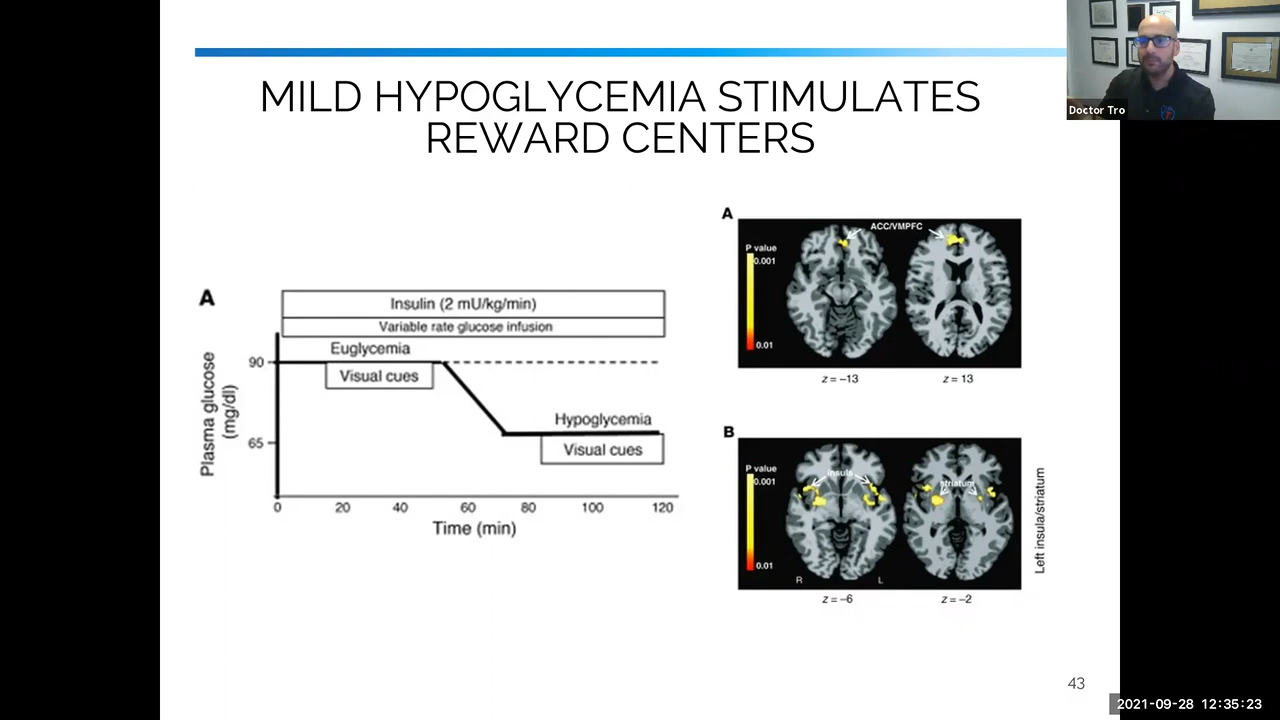 Doctor Tro
MILD HYPOGLYCEMIA STIMULATES
REWARD CENTERS
A
Insulin (2 mU/kg/min)
Variable rate glucose infusion
Euglycemia
90
Visual cues
Plasma glucose
(mg/dl)
Hypoglycemia
65
Visual cues
0 20 40 60 80 100 120
Time (min)
A
ACC/VMPFC
P value
0.001
0.01
z = –13 z = 13
B
P value
0.001
0.01
insula
striatum
R L
z = –6 z = –2
Left insula/striatum
43
2021-09-28 12:35:23